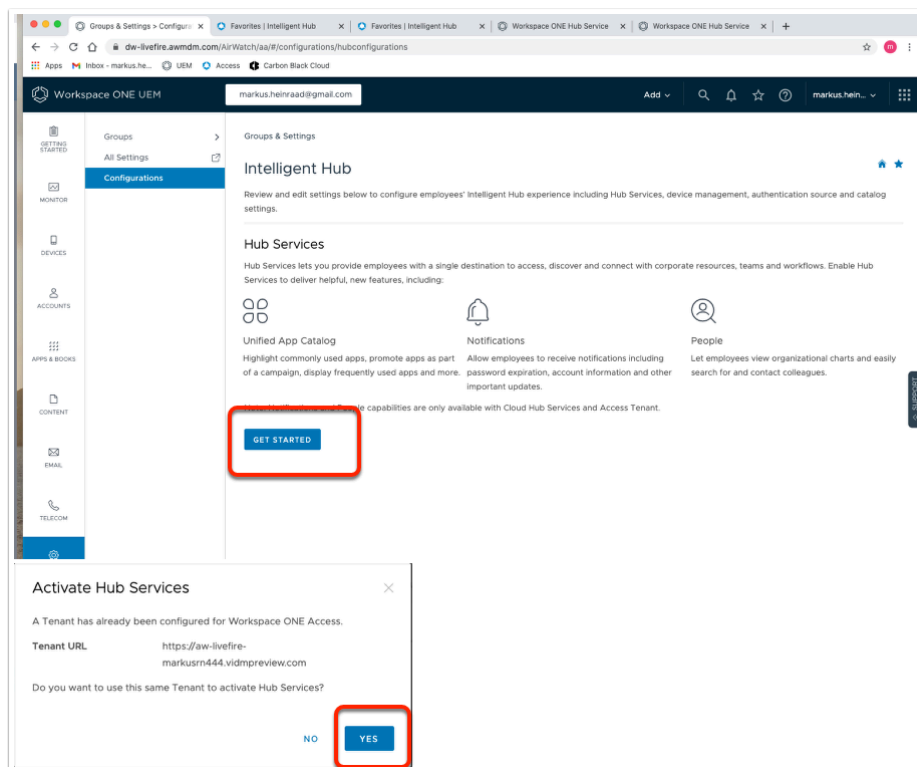 Groups & Settings > Configura
Favorites | Intelligent Hub
Favorites | Intelligent Hub
Workspace ONE Hub Service
Workspace ONE Hub Service
dw-livefire.awmdm.com/AirWatch/aa/#/configurations/hubconfigurations
m
Apps
Inbox - markus.he...
UEM
Access
Carbon Black Cloud
Workspace ONE UEM
markus.heinraad@gmail.com
Add
markus.hein...
GETTING
STARTED
MONITOR
DEVICES
ACCOUNTS
APPS & BOOKS
CONTENT
EMAIL
TELECOM
Groups
All Settings
Configurations
Groups & Settings
Intelligent Hub
Review and edit settings below to configure employees' Intelligent Hub experience including Hub Services, device management, authentication source and catalog
settings.
Hub Services
Hub Services lets you provide employees with a single destination to access, discover and connect with corporate resources, teams and workflows. Enable Hub
Services to deliver helpful, new features, including:
Unified App Catalog
Highlight commonly used apps, promote apps as part
of a campaign, display frequently used apps and more.
Notifications
Allow employees to receive notifications including
password expiration, account information and other
important updates.
People
Let employees view organizational charts and easily
search for and contact colleagues.
Note: Notifications and People capabilities are only available with Cloud Hub Services and Access Tenant.
GET STARTED
SUPPORT
Activate Hub Services
A Tenant has already been configured for Workspace ONE Access.
Tenant URL
https://aw-livefire-
markusrn444.vidmpreview.com
Do you want to use this same Tenant to activate Hub Services?
NO
YES